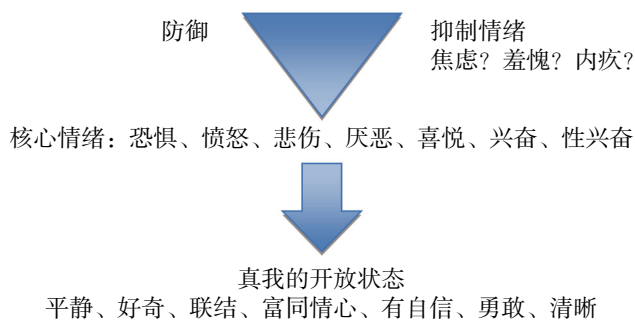 防御
抑制情绪
焦虑？羞愧？内疚？
核心情绪：恐惧、愤怒、悲伤、厌恶、喜悦、兴奋、性兴奋
真我的开放状态
平静、好奇、联结、富同情心、有自信、勇敢、清晰